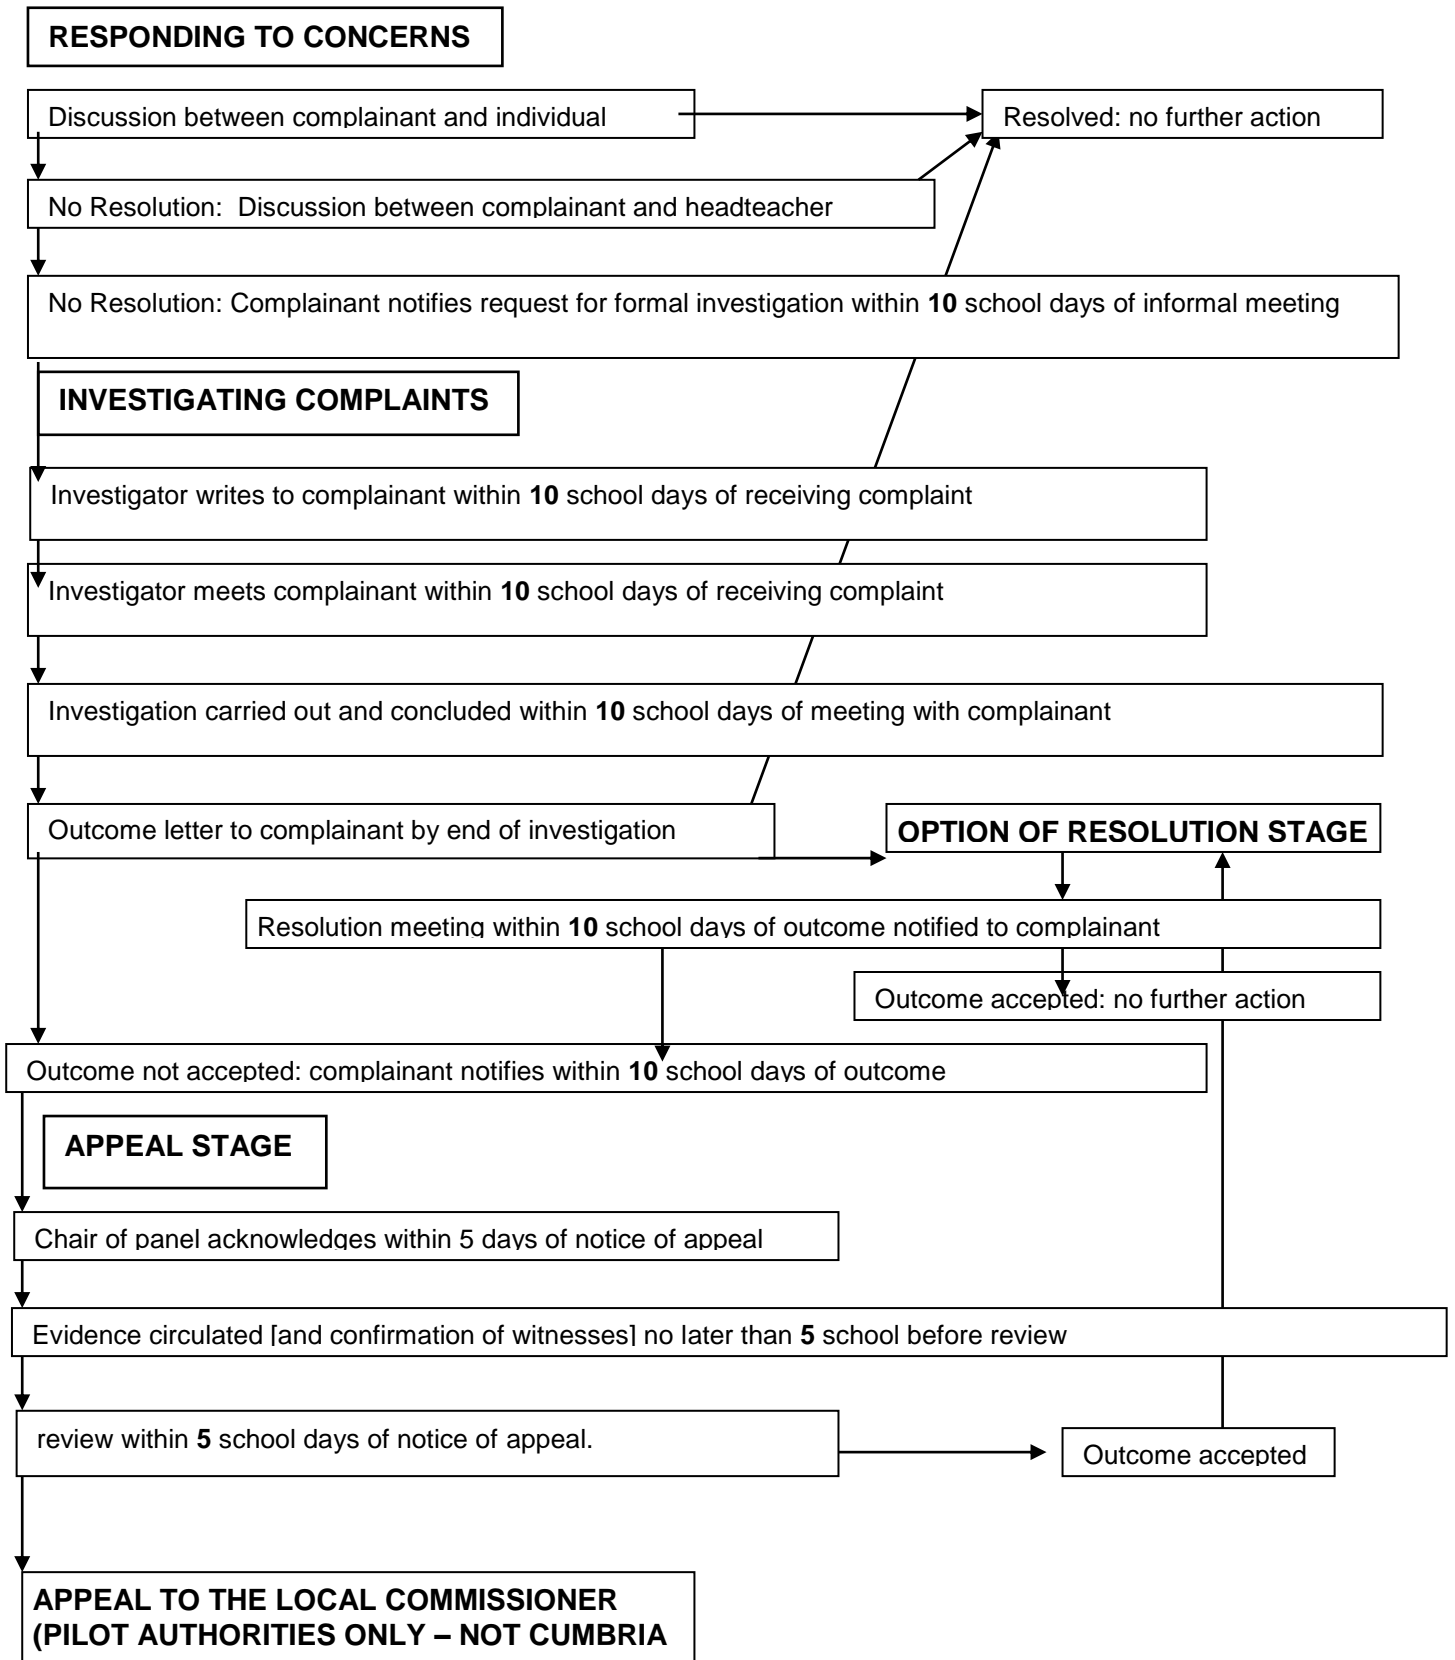 RESPONDING TO CONCERNS
Discussion between complainant and individual
Resolved: no further action
No Resolution:  Discussion between complainant and headteacher
No Resolution: Complainant notifies request for formal investigation within 10 school days of informal meeting
INVESTIGATING COMPLAINTS
Investigator writes to complainant within 10 school days of receiving complaint
Investigator meets complainant within 10 school days of receiving complaint
Investigation carried out and concluded within 10 school days of meeting with complainant
Outcome letter to complainant by end of investigation
OPTION OF RESOLUTION STAGE
Resolution meeting within 10 school days of outcome notified to complainant
Outcome accepted: no further action
Outcome not accepted: complainant notifies within 10 school days of outcome
APPEAL STAGE
Chair of panel acknowledges within 5 days of notice of appeal
Evidence circulated [and confirmation of witnesses] no later than 5 school before review
review within 5 school days of notice of appeal.
Outcome accepted
APPEAL TO THE LOCAL COMMISSIONER
(PILOT AUTHORITIES ONLY – NOT CUMBRIA